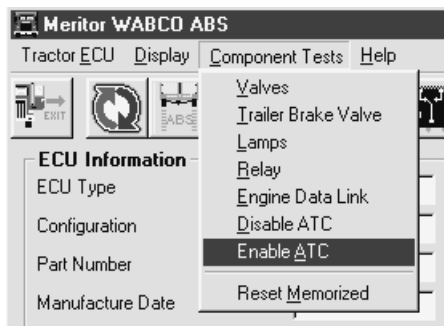 Meritor WABCO ABS
Tractor ECU Display Component Tests Help
EXIT
ABS
Valves
Trailer Brake Valve
Lamps
Relay
Engine Data Link
Disable ATC
Enable ATC
Reset Memorized
ECU Information
ECU Type
Configuration
Part Number
Manufacture Date